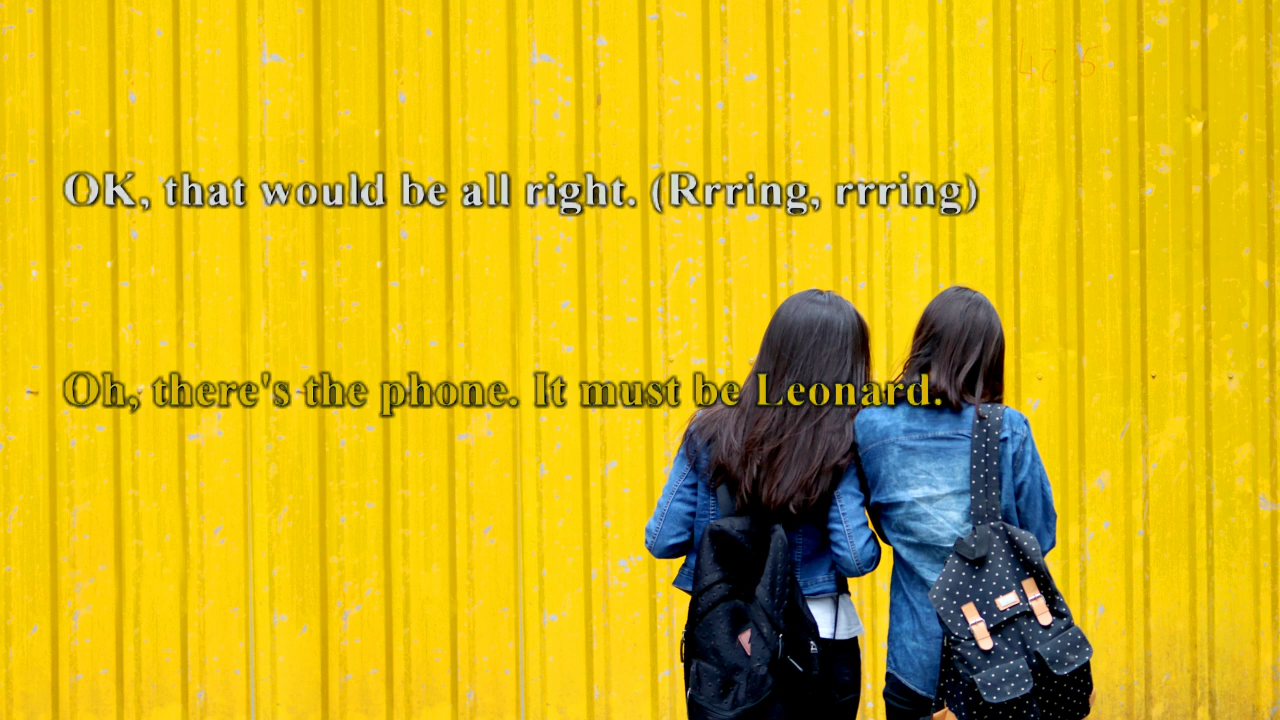 OK, that would be all right. (Rrring, rrring)
Oh, there's the phone. It must be Leonard.